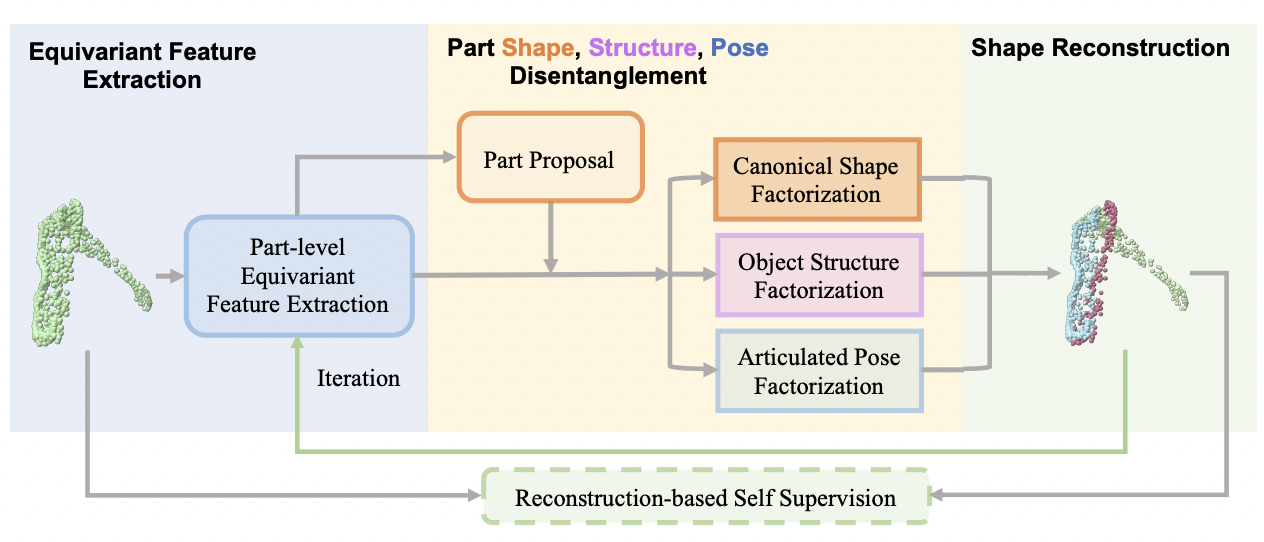 Equivariant Feature
Extraction
Part Shape, Structure, Pose
Disentanglement
Shape Reconstruction
Part Proposal
Part-level
Equivariant
Feature Extraction
Canonical Shape
Factorization
Object Structure
Factorization
Articulated Pose
Factorization
Iteration
Reconstruction-based Self Supervision